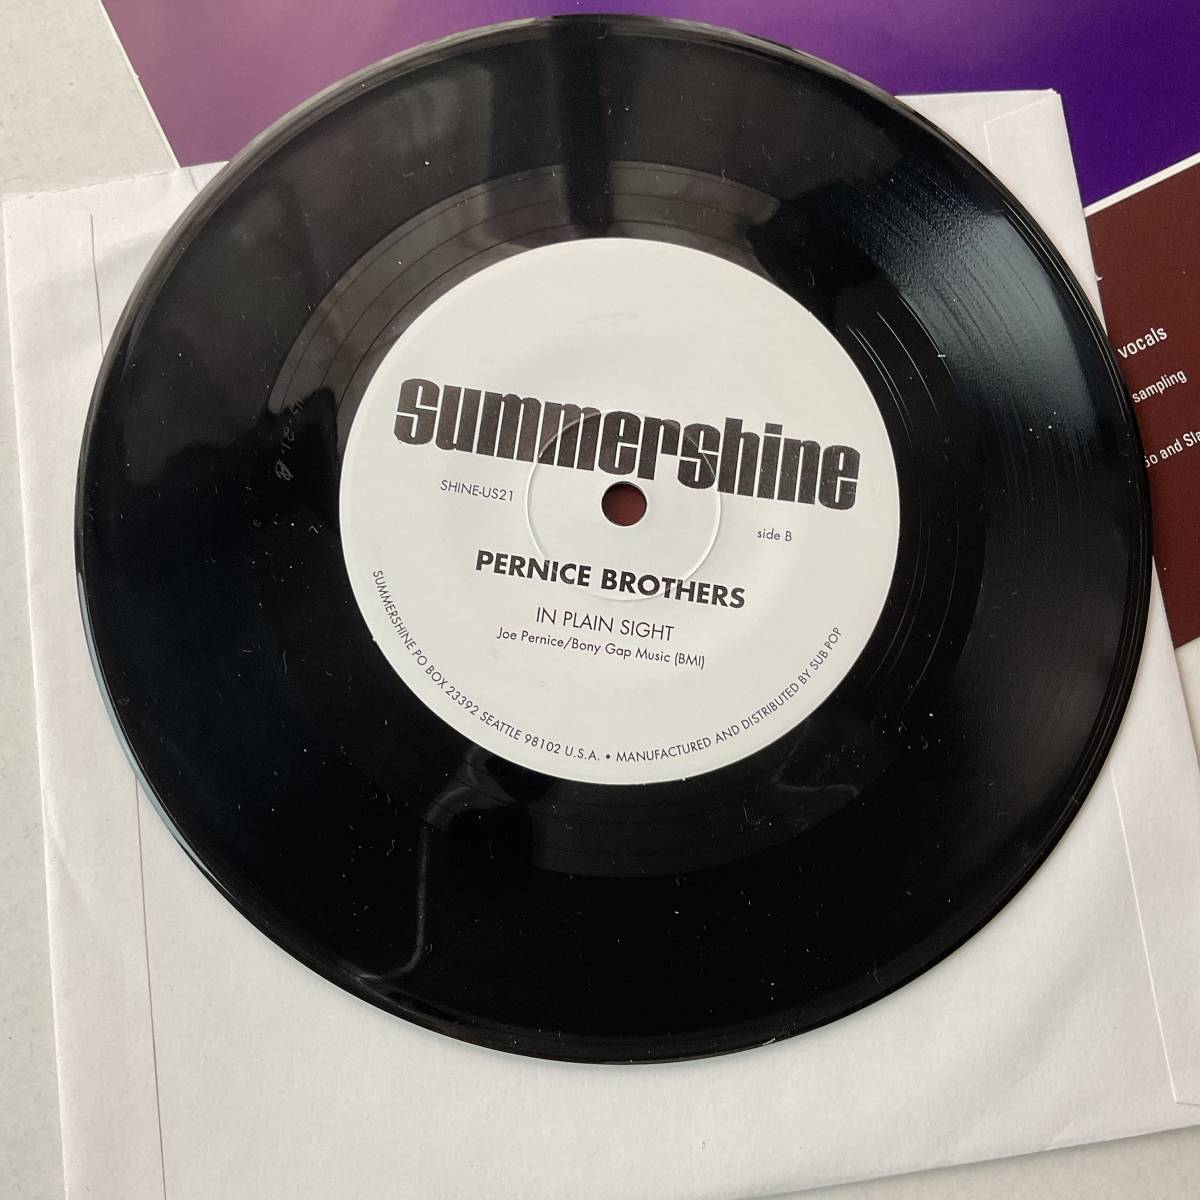 summershine
SHINE-US21
side B
PERNICE BROTHERS
IN PLAIN SIGHT
Joe Pernice/Bony Gap Music (BMI)
SUMMERSHINE PO BOX 23392 SEATTLE 98102 U.S.A. • MANUFACTURED AND DISTRIBUTED BY SUB POP
vocals
sampling
and